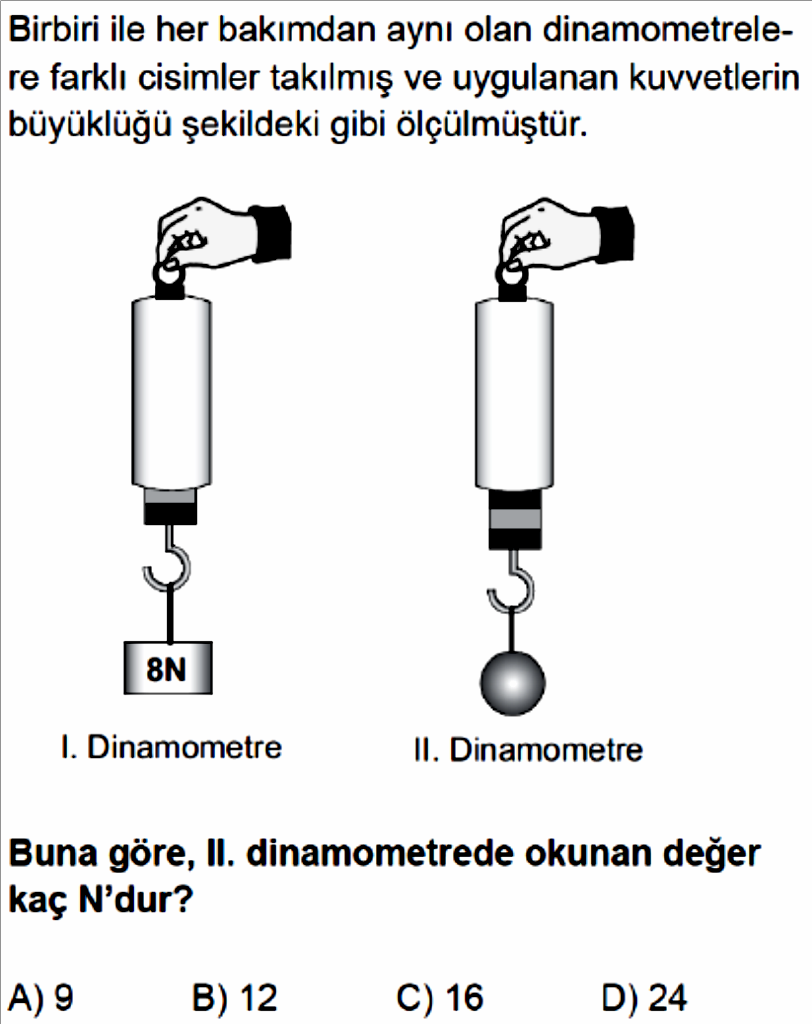 Birbiri ile her bakımdan aynı olan dinamometrele-
re farklı cisimler takılmış ve uygulanan kuvvetlerin
büyüklüğü şekildeki gibi ölçülmüştür.
8N
I. Dinamometre
II. Dinamometre
Buna göre, II. dinamometrede okunan değer
kaç N’dur?
A) 9 B) 12 C) 16 D) 24